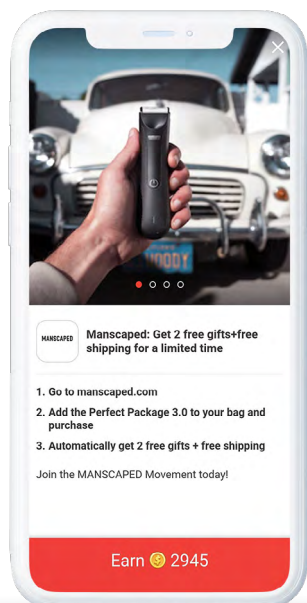 MANSCAPED
Manscaped: Get 2 free gifts+free
shipping for a limited time
1. Go to manscaped.com
2. Add the Perfect Package 3.0 to your bag and
purchase
3. Automatically get 2 free gifts + free shipping
Join the MANSCAPED Movement today!
Earn 2945